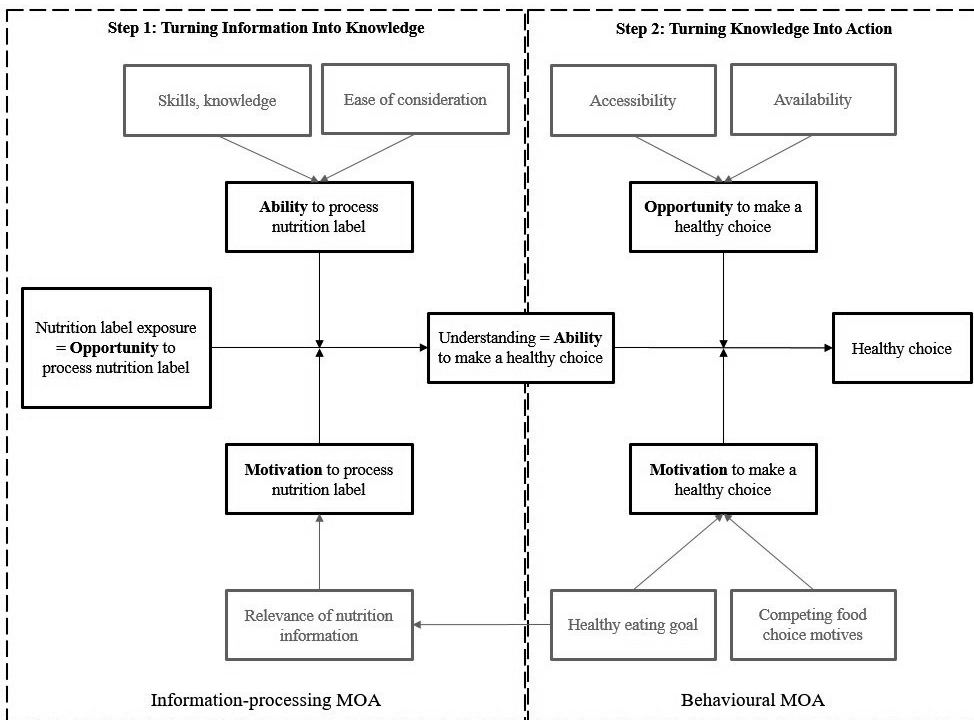 Step 1: Turning Information Into Knowledge
Skills, knowledge
Ease of consideration
Ability to process
nutrition label
Nutrition label exposure
= Opportunity to
process nutrition label
Understanding = Ability
to make a healthy choice
Motivation to process
nutrition label
Relevance of nutrition
information
Information-processing MOA
Step 2: Turning Knowledge Into Action
Accessibility
Availability
Opportunity to make a
healthy choice
Healthy choice
Motivation to make a
healthy choice
Healthy eating goal
Competing food
choice motives
Behavioural MOA